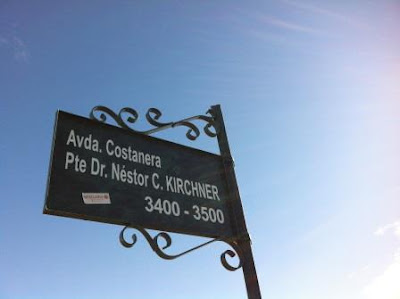 Avda. Costanera
Pte Dr. Néstor C. KIRCHNER
3400 - 3500